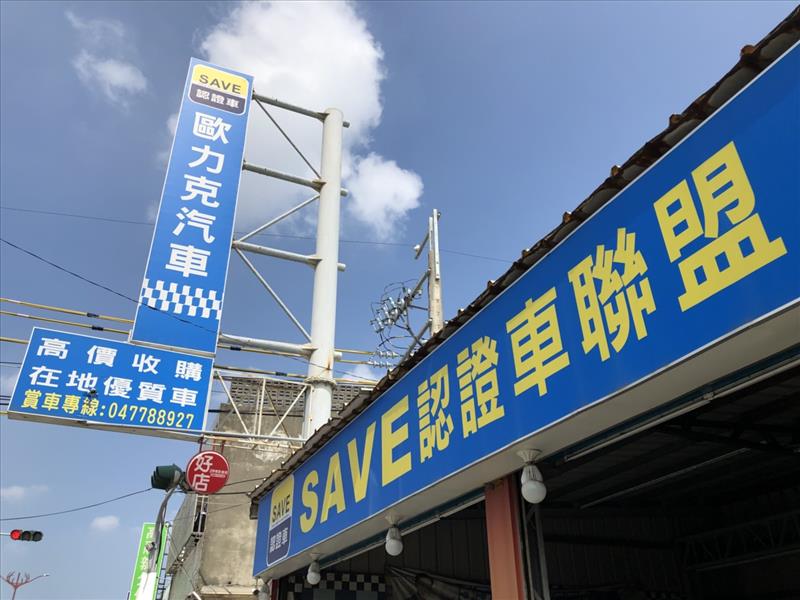 SAVE
認證車
歐力克汽車
高價收購
在地優質車
賞車專線:047788927
好店
SAVE
認證車
SAVE認證車聯盟